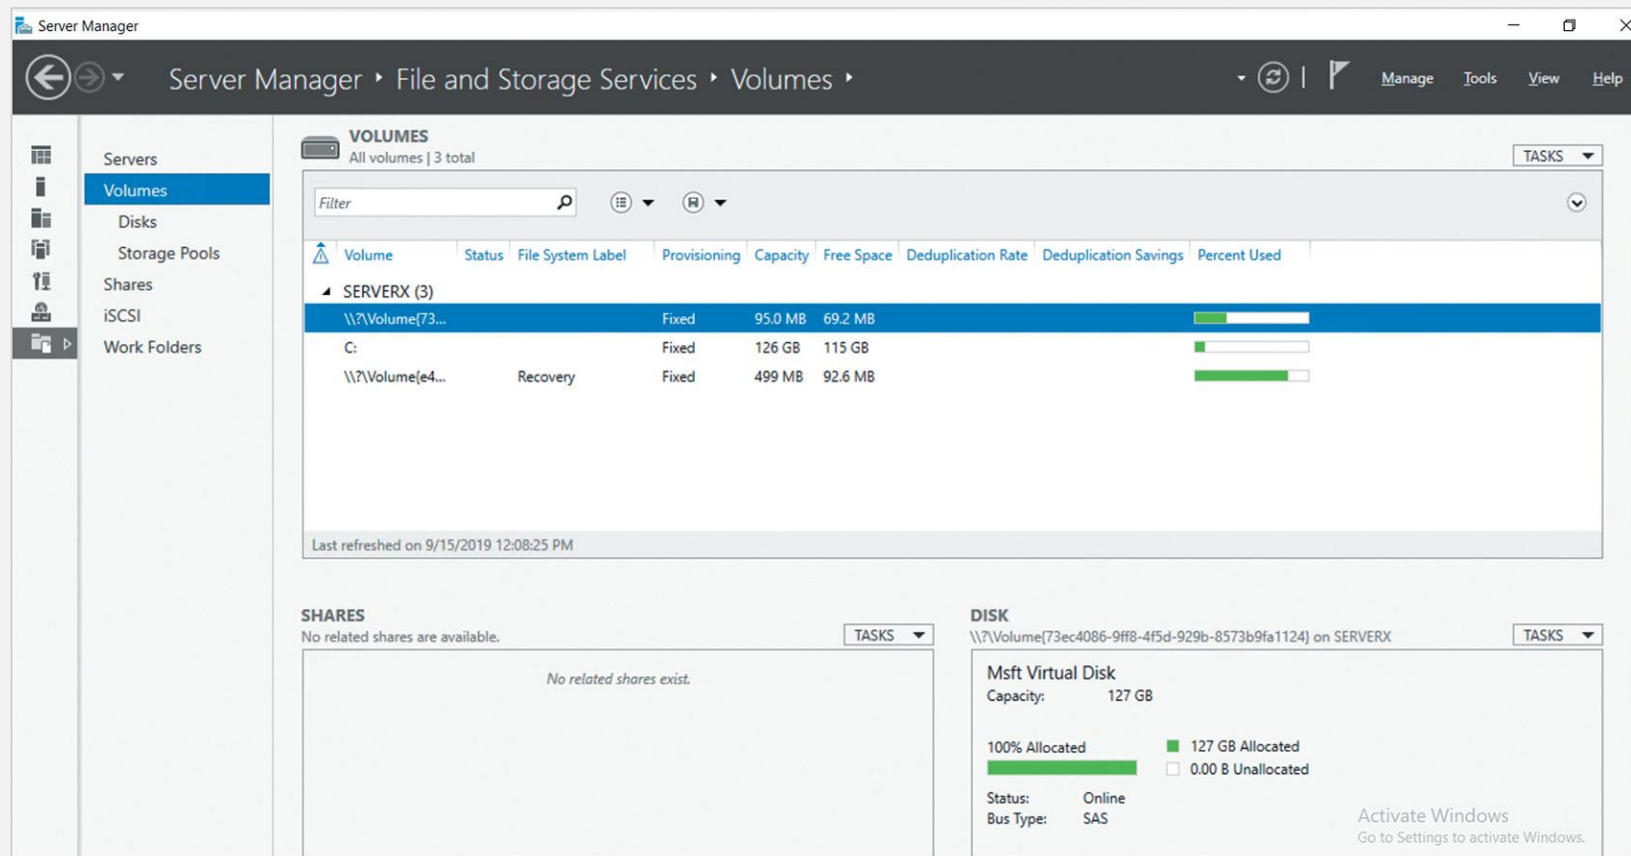 Server Manager
Server Manager ‣ File and Storage Services ‣ Volumes ‣
Manage Tools View Help
Servers
Volumes
Disks
Storage Pools
Shares
iSCSI
Work Folders
VOLUMES
All volumes | 3 total
TASKS
Filter
Volume Status File System Label Provisioning Capacity Free Space Deduplication Rate Deduplication Savings Percent Used
SERVERX (3)
\\?\Volume{73... Fixed 95.0 MB 69.2 MB
C: Fixed 126 GB 115 GB
\\?\Volume{e4... Recovery Fixed 499 MB 92.6 MB
Last refreshed on 9/15/2019 12:08:25 PM
SHARES
No related shares are available.
TASKS
No related shares exist.
DISK
\\?\Volume{73ec4086-9ff8-4f5d-929b-8573b9fa1124} on SERVERX
TASKS
Msft Virtual Disk
Capacity: 127 GB
100% Allocated
127 GB Allocated
0.00 B Unallocated
Status: Online
Bus Type: SAS
Activate Windows
Go to Settings to activate Windows.